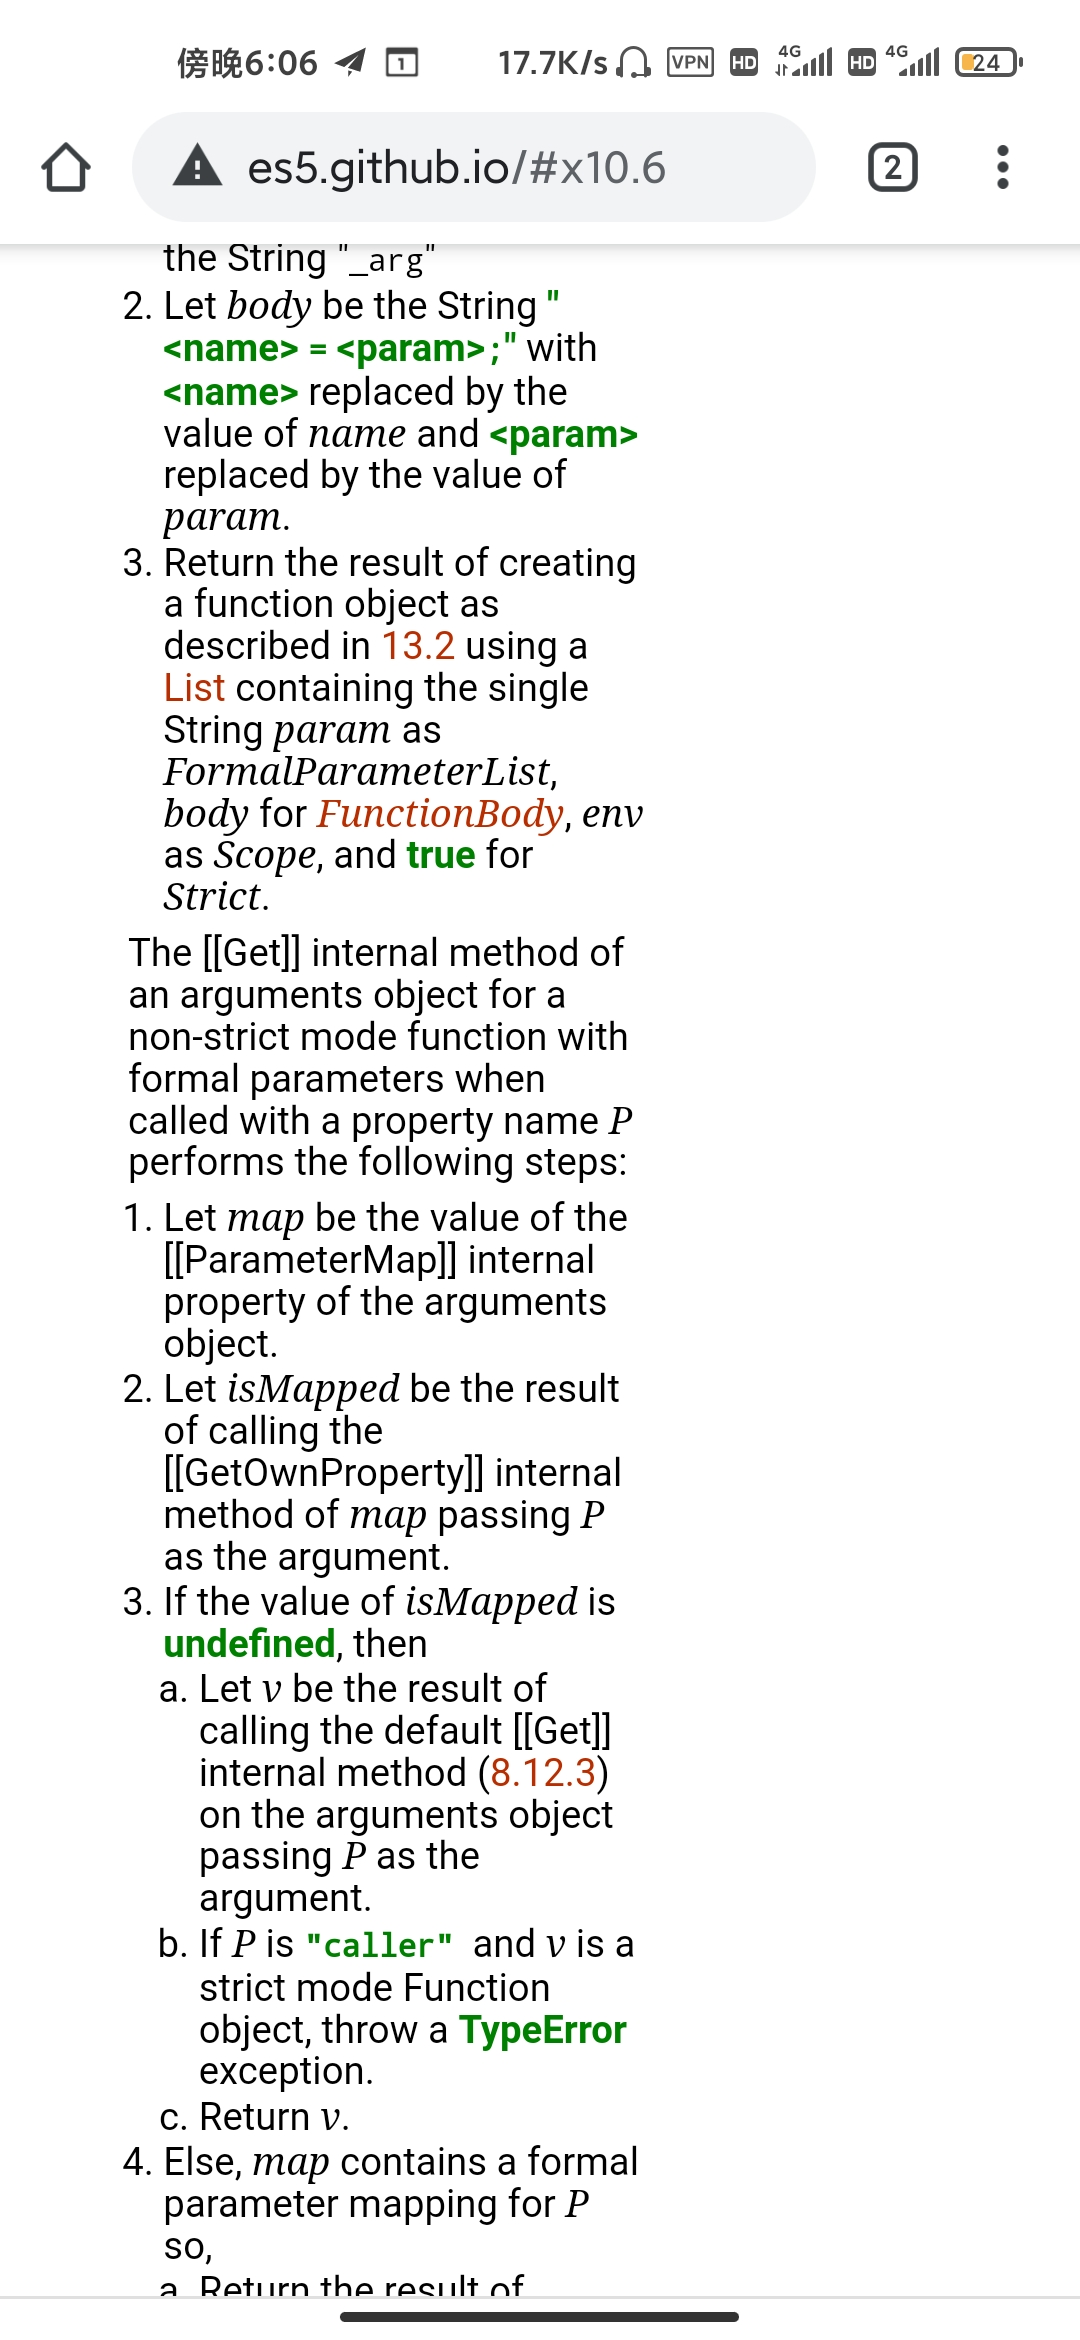 傍晚6:06 1 17.7K/s VPN HD 4G HD 4G 24
es5.github.io/#x10.6 2
the String "_arg"
2. Let body be the String "
<name> = <param>;" with
<name> replaced by the
value of name and <param>
replaced by the value of
param.
3. Return the result of creating
a function object as
described in 13.2 using a
List containing the single
String param as
FormalParameterList,
body for FunctionBody, env
as Scope, and true for
Strict.
The [[Get]] internal method of
an arguments object for a
non-strict mode function with
formal parameters when
called with a property name P
performs the following steps:
1. Let map be the value of the
[[ParameterMap]] internal
property of the arguments
object.
2. Let isMapped be the result
of calling the
[[GetOwnProperty]] internal
method of map passing P
as the argument.
3. If the value of isMapped is
undefined, then
a. Let v be the result of
calling the default [[Get]]
internal method (8.12.3)
on the arguments object
passing P as the
argument.
b. If P is "caller" and v is a
strict mode Function
object, throw a TypeError
exception.
c. Return v.
4. Else, map contains a formal
parameter mapping for P
so,
a. Return the result of